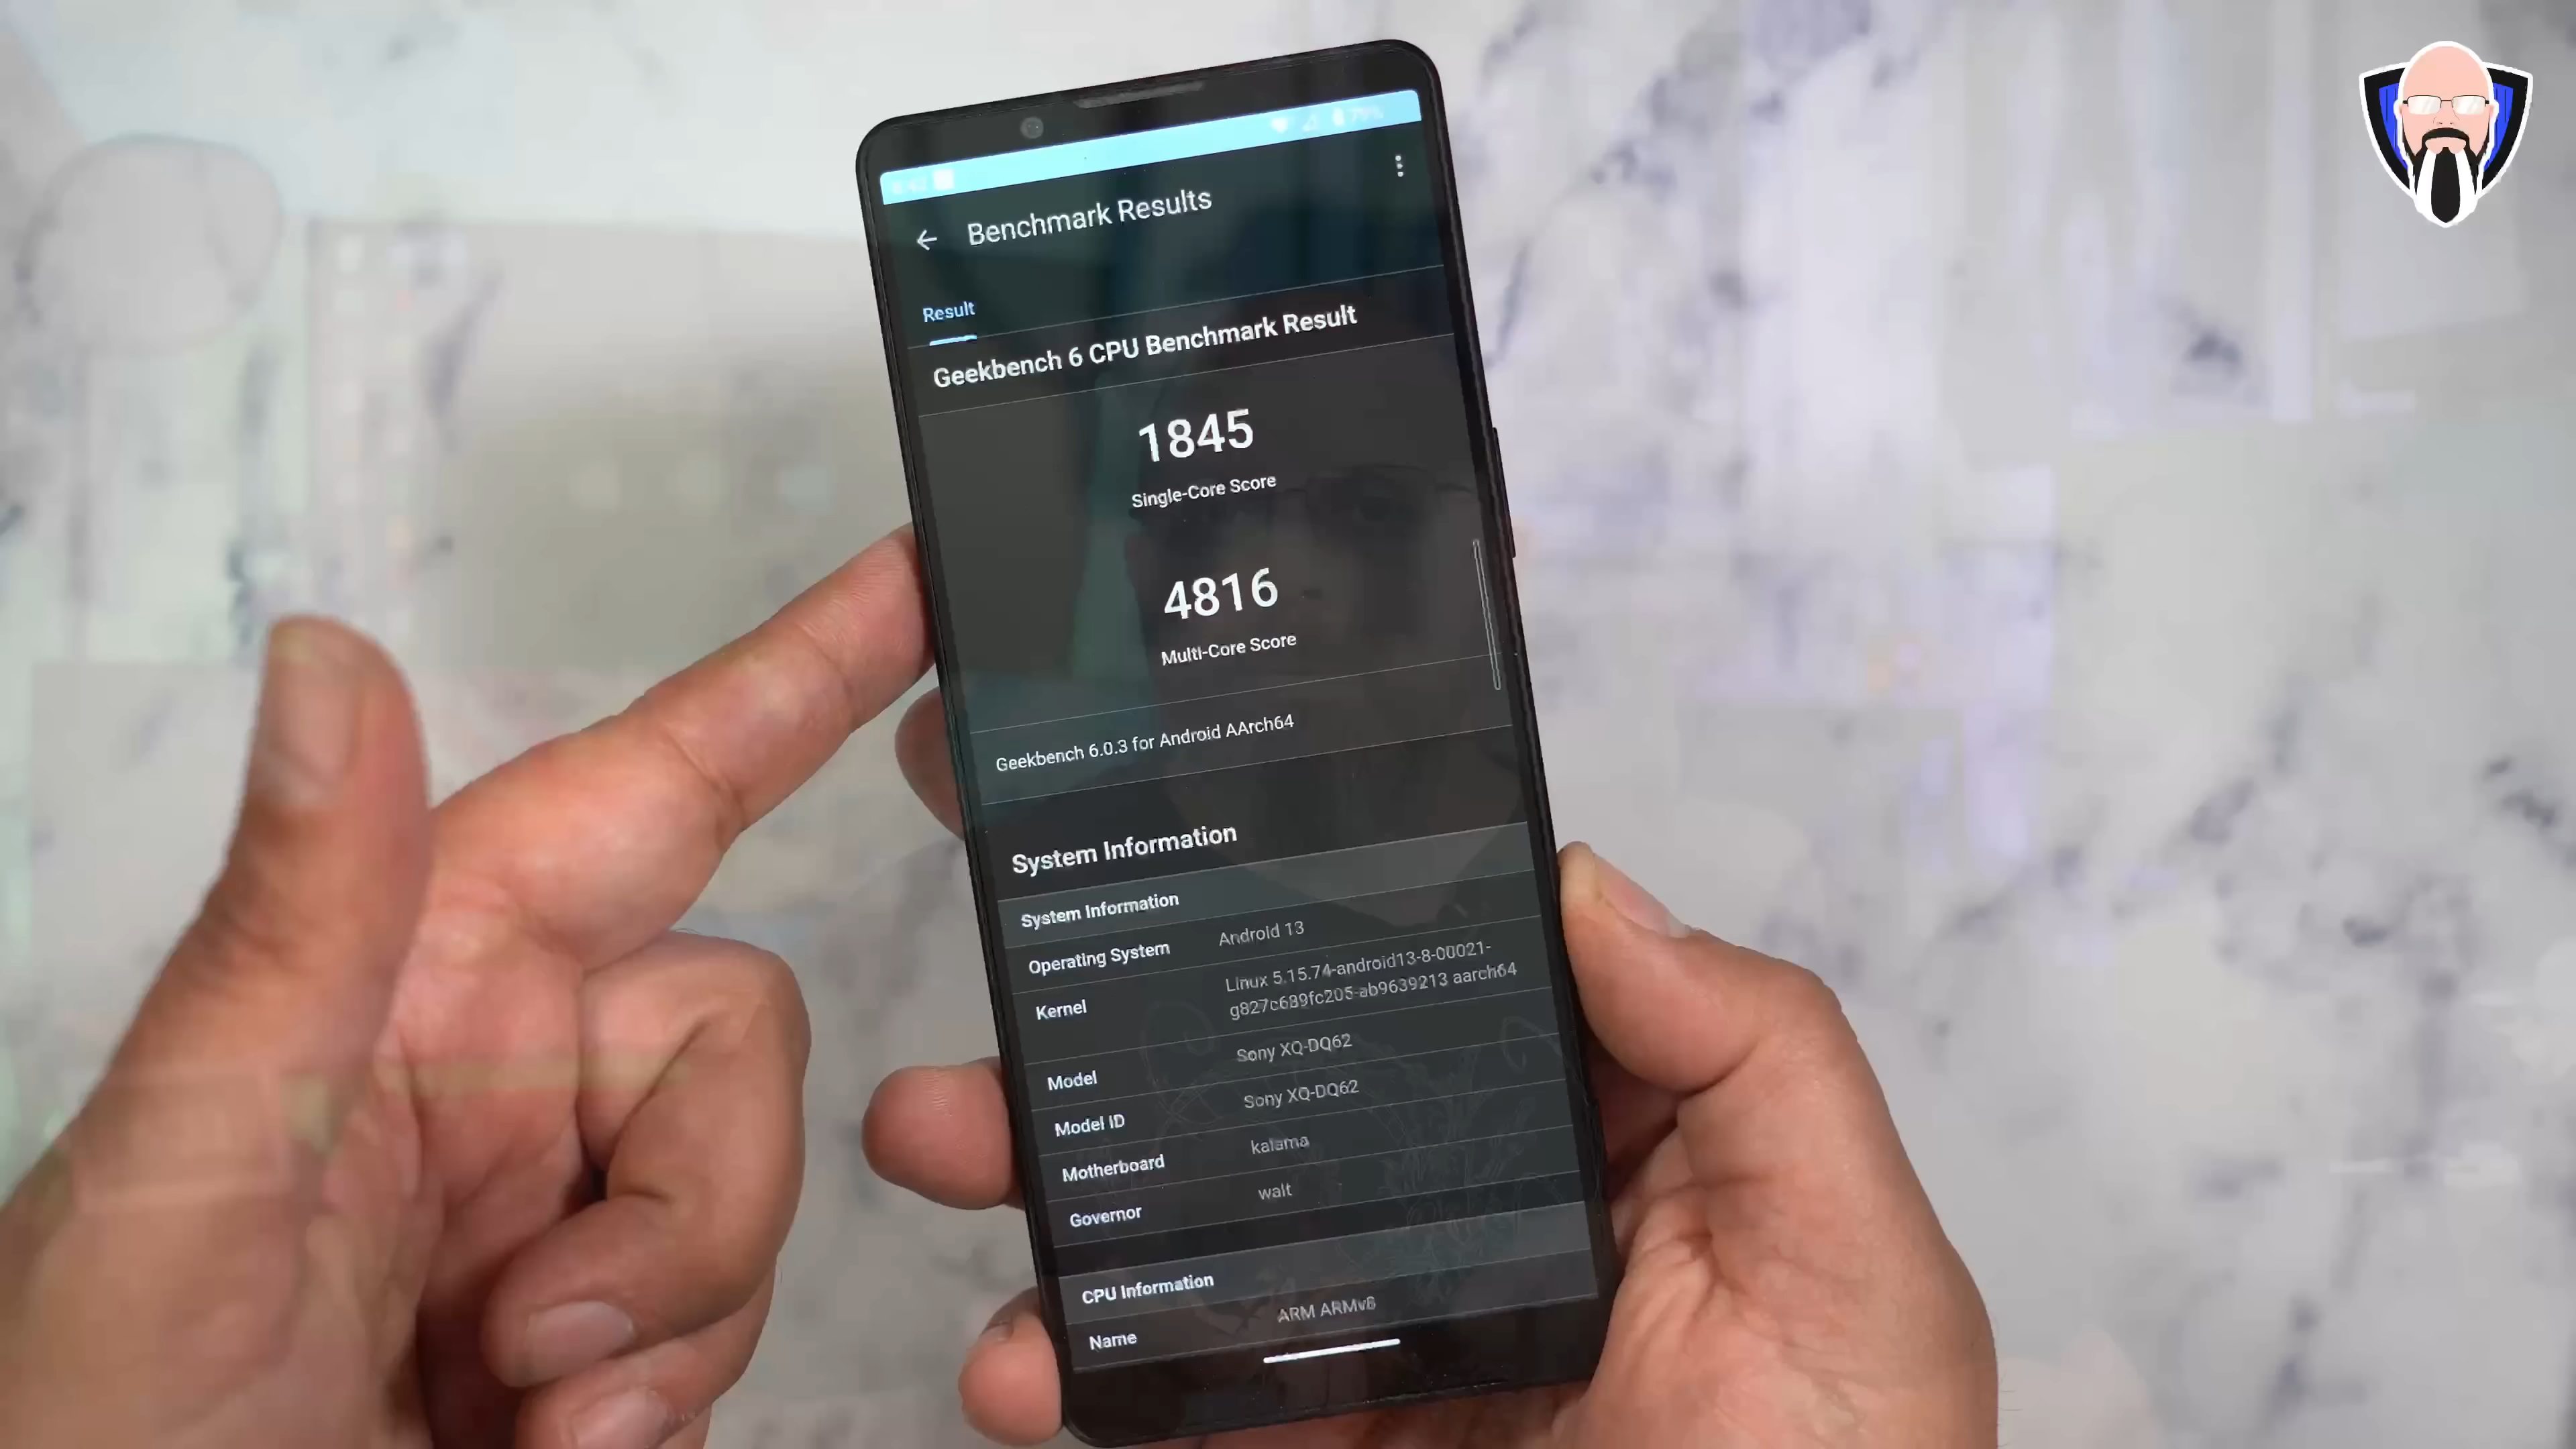 79%
Benchmark Results
Result
Geekbench 6 CPU Benchmark Result
1845
Single-Core Score
4816
Multi-Core Score
Geekbench 6.0.3 for Android AArch64
System Information
System Information
Operating System Android 13
Kernel Linux 5.15.74-android13-8-00021-
g827c689fc205-ab9639213 aarch64
Model Sony XQ-DQ62
Model ID Sony XQ-DQ62
Motherboard kalama
Governor walt
CPU Information
Name ARM ARMv8